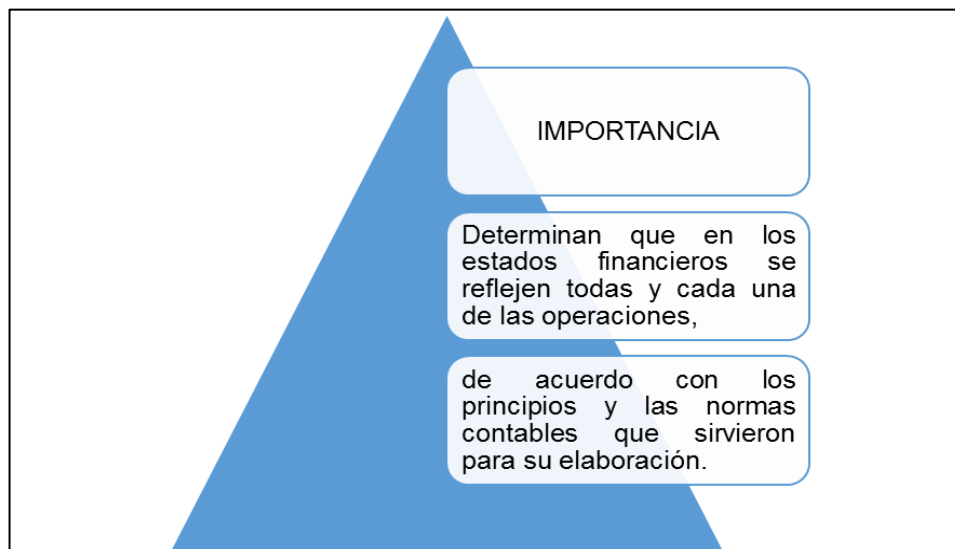 IMPORTANCIA
Determinan que en los
estados financieros se
reflejen todas y cada una
de las operaciones,
de acuerdo con los
principios y las normas
contables que sirvieron
para su elaboración.